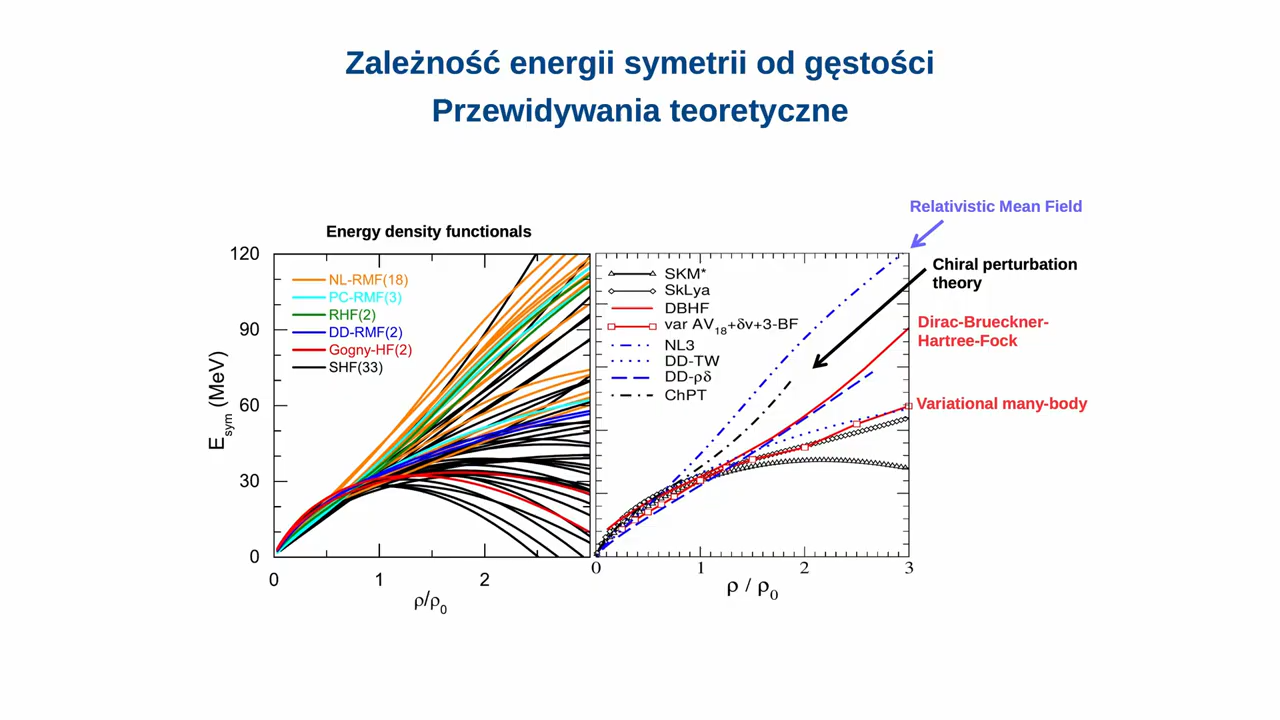 Zależność energii symetrii od gęstości
Przewidywania teoretyczne
Relativistic Mean Field
Energy density functionals
Chiral perturbation
theory
Dirac-Brueckner-
Hartree-Fock
Variational many-body
120
90
60
30
0
E_sym (MeV)
NL-RMF(18)
PC-RMF(3)
RHF(2)
DD-RMF(2)
Gogny-HF(2)
SHF(33)
0 1 2
ρ/ρ₀
SKM*
SkLya
DBHF
var AV₁₈+δv+3-BF
NL3
DD-TW
DD-ρδ
ChPT
0 1 2 3
ρ / ρ₀